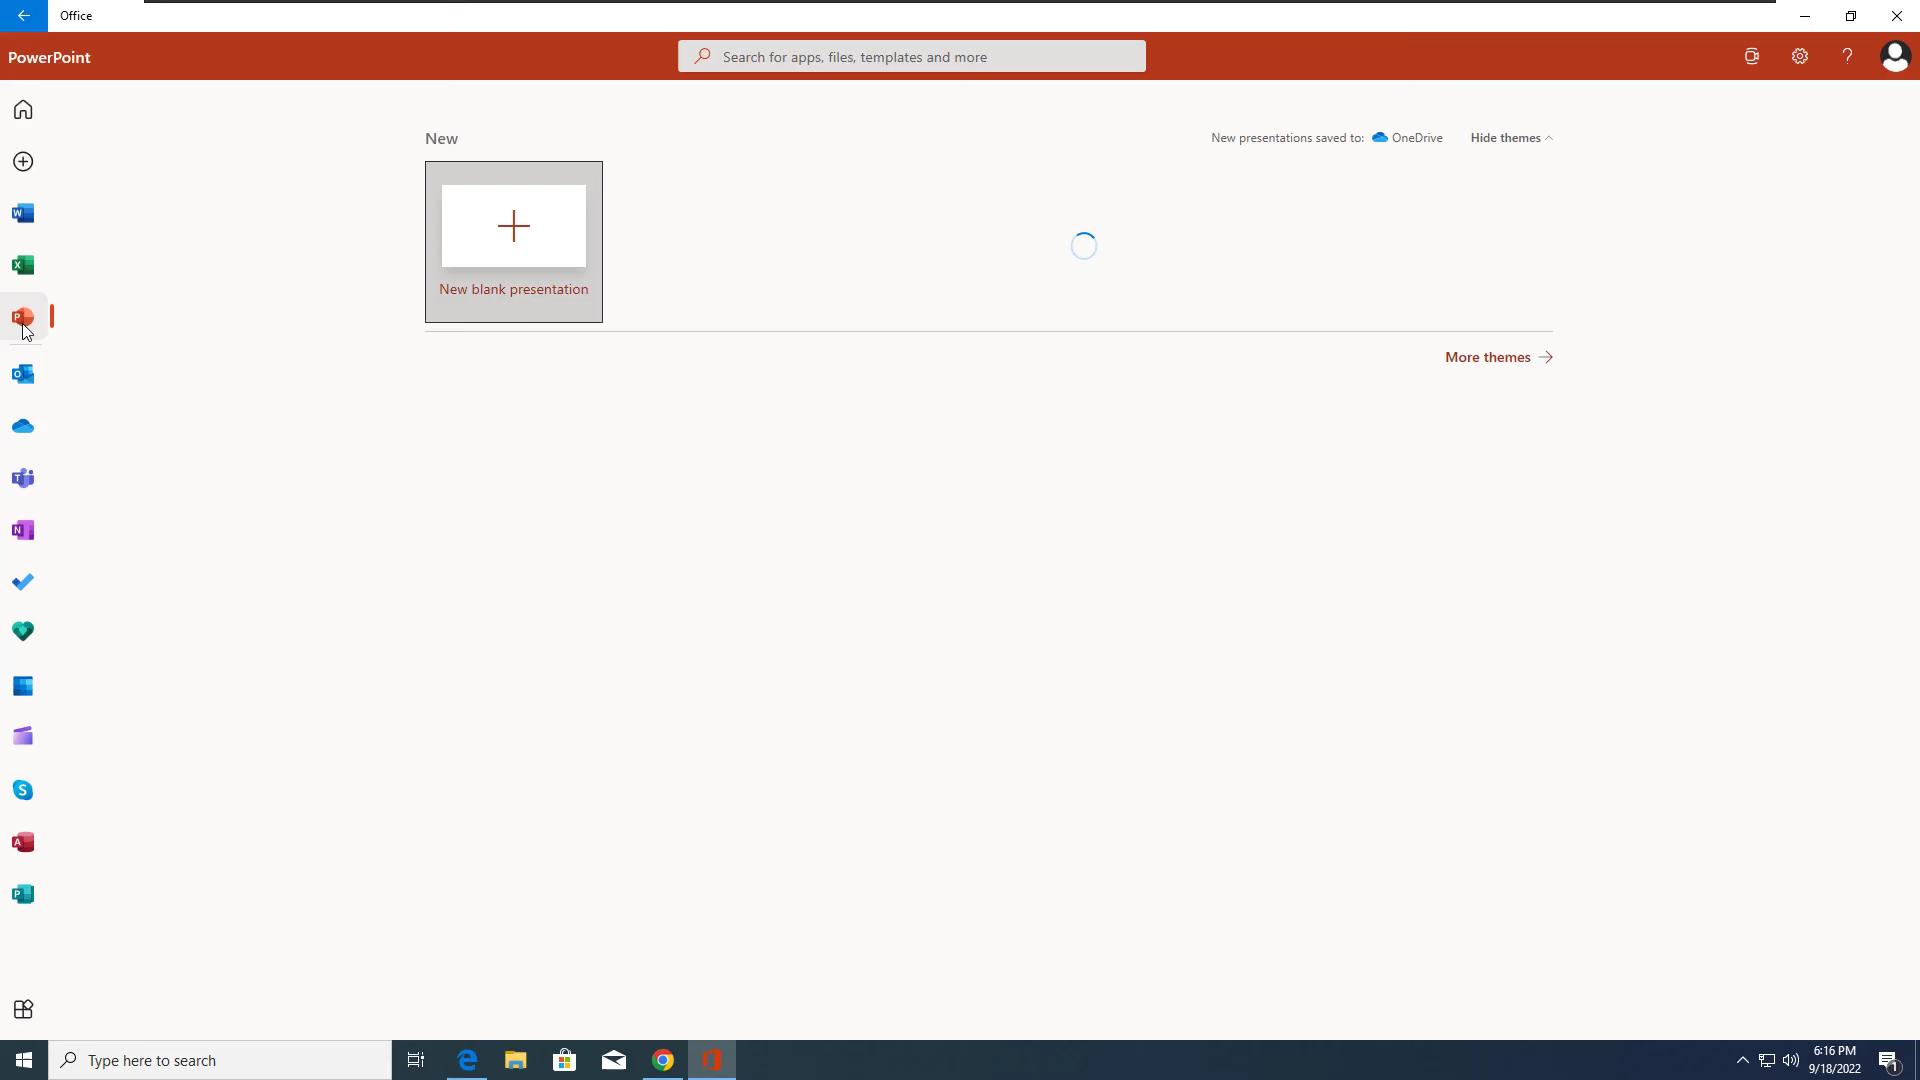 Office
PowerPoint
Search for apps, files, templates and more
New
New presentations saved to: OneDrive
Hide themes
New blank presentation
More themes
Type here to search
6:16 PM
9/18/2022
1